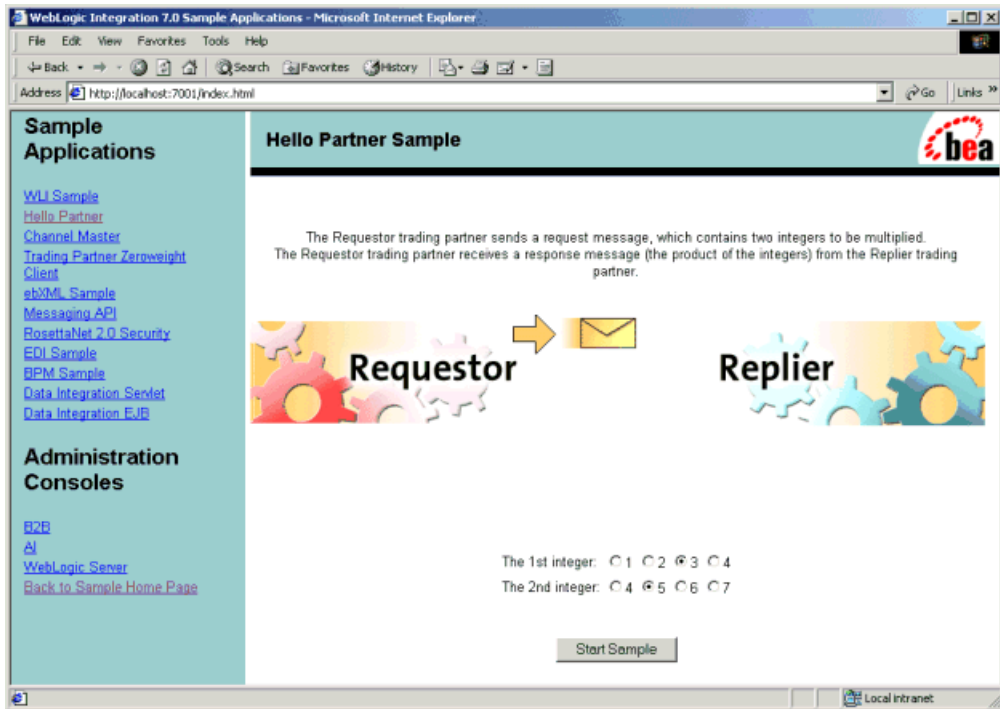 WebLogic Integration 7.0 Sample Applications - Microsoft Internet Explorer
File Edit View Favorites Tools Help
Back Search Favorites History
Address http://localhost:7001/index.html Go Links »
Sample
Applications
WLI Sample
Hello Partner
Channel Master
Trading Partner Zeroweight
Client
ebXML Sample
Messaging API
RosettaNet 2.0 Security
EDI Sample
BPM Sample
Data Integration Servlet
Data Integration EJB
Administration
Consoles
B2B
AI
WebLogic Server
Back to Sample Home Page
Hello Partner Sample
bea
The Requestor trading partner sends a request message, which contains two integers to be multiplied.
The Requestor trading partner receives a response message (the product of the integers) from the Replier trading
partner.
Requestor
Replier
The 1st integer: 1 2 3 4
The 2nd integer: 4 5 6 7
Start Sample
Local intranet